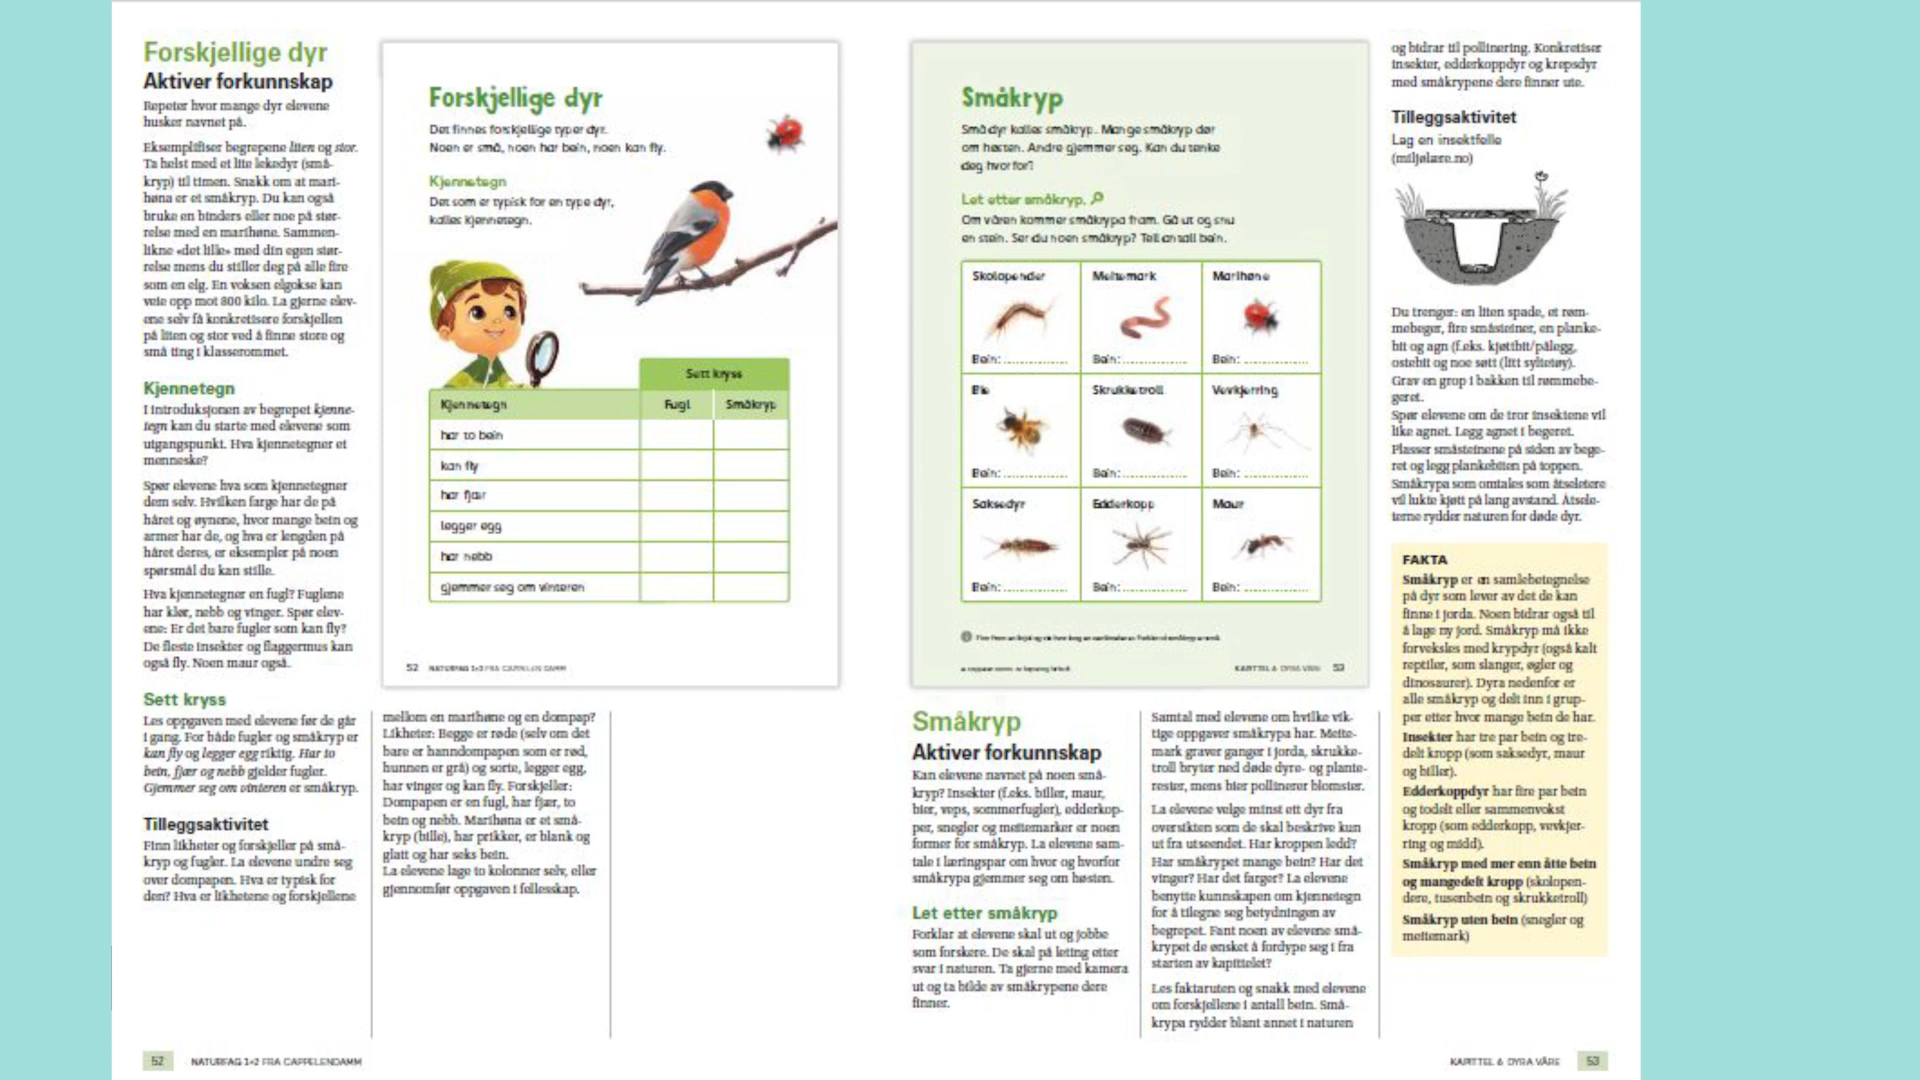 Forskjellige dyr
Aktiver forkunnskap
Repeter hvor mange dyr elevene
husker navnet på.
Eksemplifiser begrepene liten og stor.
Ta helst med et lite lekedyr (små-
kryp) til timen. Snakk om at mari-
høna er et småkryp. Du kan også
bruke en binders eller noe på stør-
relse med en marihøne. Sammen-
likne «det lille» med din egen stør-
relse mens du stiller deg på alle fire
som en elg. En voksen elgokse kan
veie opp mot 800 kilo. La gjerne elev-
ene selv få konkretisere forskjellen
på liten og stor ved å finne store og
små ting i klasserommet.
Kjennetegn
I introduksjonen av begrepet kjenne-
tegn kan du starte med elevene som
utgangspunkt. Hva kjennetegner et
menneske?
Spør elevene hva som kjennetegner
dem selv. Hvilken farge har de på
håret og øynene, hvor mange bein og
armer har de, og hva er lengden på
håret deres, er eksempler på noen
spørsmål du kan stille.
Hva kjennetegner en fugl? Fuglene
har klør, nebb og vinger. Spør elev-
ene: Er det bare fugler som kan fly?
De fleste insekter og flaggermus kan
også fly. Noen maur også.
Sett kryss
Les oppgaven med elevene før de går
i gang. For både fugler og småkryp er
kan fly og legger egg riktig. Har to
bein, fjær og nebb gjelder fugler.
Gjemmer seg om vinteren er småkryp.
Tilleggsaktivitet
Finn likheter og forskjeller på små-
kryp og fugler. La elevene undre seg
over dompapen. Hva er typisk for
den? Hva er likhetene og forskjellene
Forskjellige dyr
Det finnes forskjellige typer dyr.
Noen er små, noen har bein, noen kan fly.
Kjennetegn
Det som er typisk for en type dyr,
kalles kjennetegn.
Sett kryss
Kjennetegn Fugl Småkryp
har to bein
kan fly
har fjær
legger egg
har nebb
gjemmer seg om vinteren
52 NATURFAG 1-2 FRA CAPPELEN DAMM
mellom en marihøne og en dompap?
Likheter: Begge er røde (selv om det
bare er hanndompapen som er rød,
hunnen er grå) og sorte, legger egg,
har vinger og kan fly. Forskjeller:
Dompapen er en fugl, har fjær, to
bein og nebb. Marihøna er et små-
kryp (bille), har prikker, er blank og
glatt og har seks bein.
La elevene lage to kolonner selv, eller
gjennomfør oppgaven i fellesskap.
52 NATURFAG 1-2 FRA CAPPELENDAMM
Småkryp
Små dyr kalles småkryp. Mange småkryp dør
om høsten. Andre gjemmer seg. Kan du tenke
deg hvorfor?
Let etter småkryp.
Om våren kommer småkrypa fram. Gå ut og snu
en stein. Ser du noen småkryp? Tell antall bein.
Skolopender Meitemark Marihøne
Bein: Bein: Bein:
Bie Skrukketroll Vevkjerring
Bein: Bein: Bein:
Saksedyr Edderkopp Maur
Bein: Bein: Bein:
KAPITTEL 6 DYRA VÅRE 53
Småkryp
Aktiver forkunnskap
Kan elevene navnet på noen små-
kryp? Insekter (f.eks. biller, maur,
bier, veps, sommerfugler), edderkop-
per, snegler og meitemarker er noen
former for småkryp. La elevene sam-
tale i læringspar om hvor og hvorfor
småkrypa gjemmer seg om høsten.
Let etter småkryp
Forklar at elevene skal ut og jobbe
som forskere. De skal på leting etter
svar i naturen. Ta gjerne med kamera
ut og ta bilde av småkrypene dere
finner.
Samtal med elevene om hvilke vik-
tige oppgaver småkrypa har. Meite-
mark graver ganger i jorda, skrukke-
troll bryter ned døde dyre- og plante-
rester, mens bier pollinerer blomster.
La elevene velge minst ett dyr fra
oversikten som de skal beskrive kun
ut fra utseendet. Har kroppen ledd?
Har småkrypet mange bein? Har det
vinger? Har det farger? La elevene
benytte kunnskapen om kjennetegn
for å tilegne seg betydningen av
begrepet. Fant noen av elevene små-
krypet de ønsket å fordype seg i fra
starten av kapittelet?
Les faktaruten og snakk med elevene
om forskjellene i antall bein. Små-
krypa rydder blant annet i naturen
og bidrar til pollinering. Konkretiser
insekter, edderkoppdyr og krepsdyr
med småkrypene dere finner ute.
Tilleggsaktivitet
Lag en insektfelle
(miljølære.no)
Du trenger: en liten spade, et røm-
mebeger, fire småsteiner, en planke-
bit og agn (f.eks. kjøttbit/pålegg,
ostebit og noe søtt (litt syltetøy).
Grav en grop i bakken til rømmebe-
geret.
Spør elevene om de tror insektene vil
like agnet. Legg agnet i begeret.
Plasser småsteinene på siden av bege-
ret og legg plankebiten på toppen.
Småkrypa som omtales som åtseletere
vil lukte kjøtt på lang avstand. Åtsele-
terne rydder naturen for døde dyr.
FAKTA
Småkryp er en samlebetegnelse
på dyr som lever av det de kan
finne i jorda. Noen bidrar også til
å lage ny jord. Småkryp må ikke
forveksles med krypdyr (også kalt
reptiler, som slanger, øgler og
dinosaurer). Dyra nedenfor er
alle småkryp og delt inn i grup-
per etter hvor mange bein de har.
Insekter har tre par bein og tre-
delt kropp (som saksedyr, maur
og biller).
Edderkoppdyr har fire par bein
og todelt eller sammenvokst
kropp (som edderkopp, vevkjer-
ring og midd).
Småkryp med mer enn åtte bein
og mangedelt kropp (skolopen-
dere, tusenbein og skrukketroll)
Småkryp uten bein (snegler og
meitemark)
KAPITTEL 6 DYRA VÅRE 53